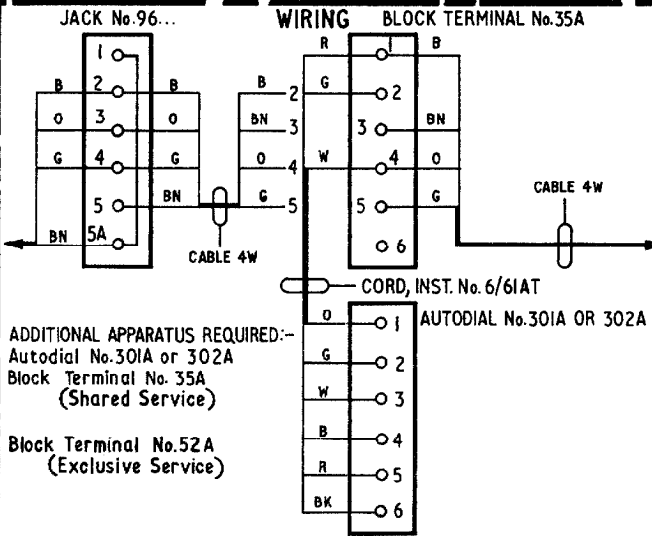 JACK No.96... WIRING BLOCK TERMINAL No.35A
1
B 2 B
O 3 O
G 4 G
5 BN
BN 5A
CABLE 4W
B 2
BN 3
O 4
G 5
R 1 B
G 2
3 BN
W 4 O
5 G
6
CABLE 4W
CORD, INST. No. 6/61AT
AUTODIAL No.301A OR 302A
O 1
G 2
W 3
B 4
R 5
BK 6
ADDITIONAL APPARATUS REQUIRED:-
Autodial No.301A or 302A
Block Terminal No. 35A
(Shared Service)
Block Terminal No.52A
(Exclusive Service)